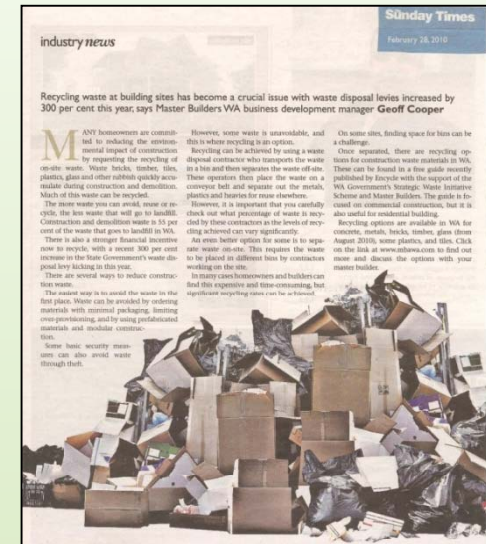 Sunday Times
February 28, 2010
industry news
Recycling waste at building sites has become a crucial issue with waste disposal levies increased by
300 per cent this year, says Master Builders WA business development manager Geoff Cooper
MANY homeowners are commit-
ted to reducing the environ-
mental impact of construction
by requesting the recycling of
on-site waste. Waste bricks, timber, tiles,
plastics, glass and other rubbish quickly accu-
mulate during construction and demolition.
Much of this waste can be recycled.
The more waste you can avoid, reuse or re-
cycle, the less waste that will go to landfill.
Construction and demolition waste is 55 per
cent of the waste that goes to landfill in WA.
There is also a stronger financial incentive
now to recycle, with a recent 300 per cent
increase in the State Government's waste dis-
posal levy kicking in this year.
There are several ways to reduce construc-
tion waste.
The easiest way is to avoid the waste in the
first place. Waste can be avoided by ordering
materials with minimal packaging, limiting
over-provisioning, and by using prefabricated
materials and modular construc-
tion.
Some basic security meas-
ures can also avoid waste
through theft.
However, some waste is unavoidable, and
this is where recycling is an option.
Recycling can be achieved by using a waste
disposal contractor who transports the waste
in a bin and then separates the waste off-site.
These operators then place the waste on a
conveyor belt and separate out the metals,
plastics and heavies for reuse elsewhere.
However, it is important that you carefully
check out what percentage of waste is recy-
cled by these contractors as the levels of recy-
cling achieved can vary significantly.
An even better option for some is to sepa-
rate waste on-site. This requires the waste
to be placed in different bins by contractors
working on the site.
In many cases homeowners and builders can
find this expensive and time-consuming, but
significant recycling rates can be achieved.
On some sites, finding space for bins can be
a challenge.
Once separated, there are recycling op-
tions for construction waste materials in WA.
These can be found in a free guide recently
published by Encycle with the support of the
WA Government's Strategic Waste Initiative
Scheme and Master Builders. The guide is fo-
cused on commercial construction, but it is
also useful for residential building.
Recycling options are available in WA for
concrete, metals, bricks, timber, glass (from
August 2010), some plastics, and tiles. Click
on the link at www.mbawa.com to find out
more and discuss the options with your
master builder.